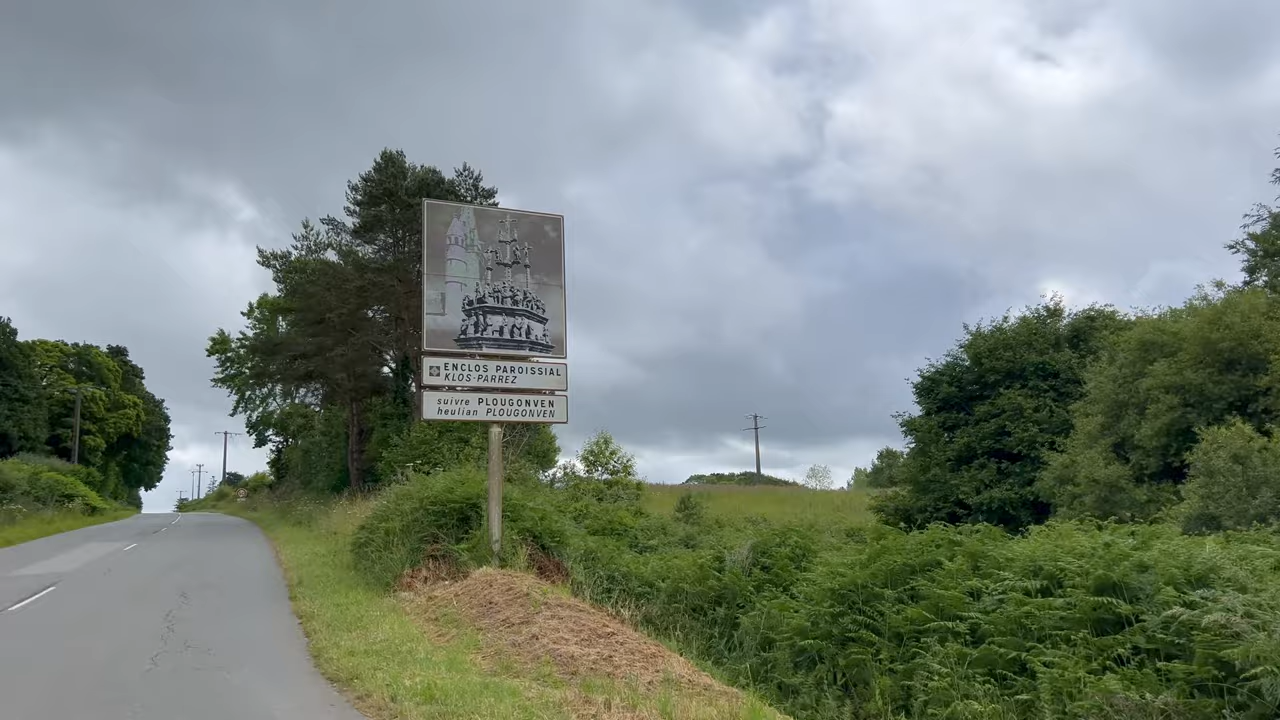 ENCLOS PAROISSIAL
KLOS-PARREZ
suivre PLOUGONVEN
heulian PLOUGONVEN